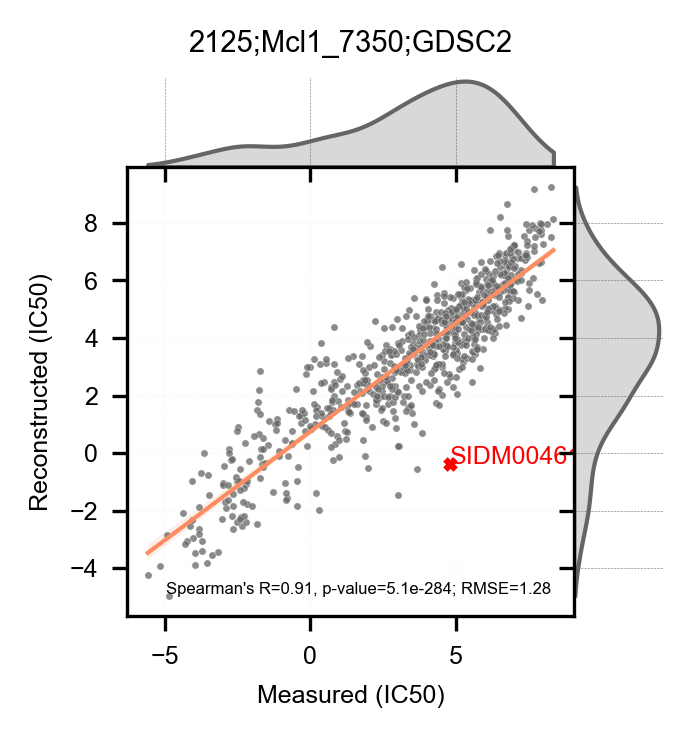 2125;Mcl1_7350;GDSC2
8
6
4
2
0
−2
−4
Reconstructed (IC50)
SIDM0046
Spearman's R=0.91, p-value=5.1e-284; RMSE=1.28
−5
0
5
Measured (IC50)